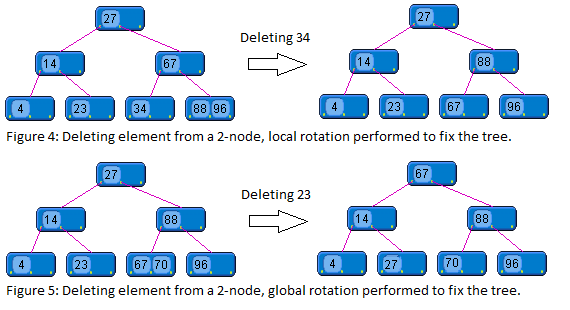 27 27
Deleting 34
14 67 14 88
4 23 34 88 96 4 23 67 96
Figure 4: Deleting element from a 2-node, local rotation performed to fix the tree.
27 67
Deleting 23
14 88 14 88
4 23 67 70 96 4 27 70 96
Figure 5: Deleting element from a 2-node, global rotation performed to fix the tree.